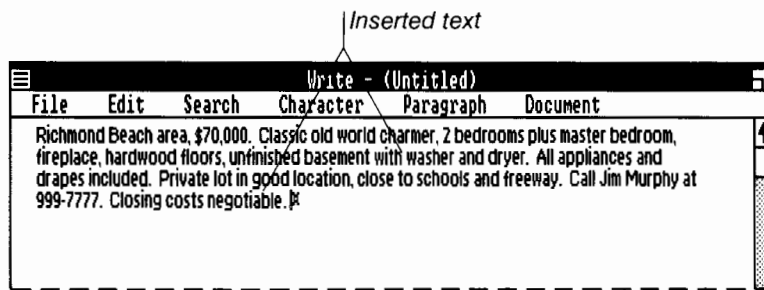 Inserted text
Write - (Untitled)
File Edit Search Character Paragraph Document
Richmond Beach area, $70,000. Classic old world charmer, 2 bedrooms plus master bedroom,
fireplace, hardwood floors, unfinished basement with washer and dryer. All appliances and
drapes included. Private lot in good location, close to schools and freeway. Call Jim Murphy at
999-7777. Closing costs negotiable.